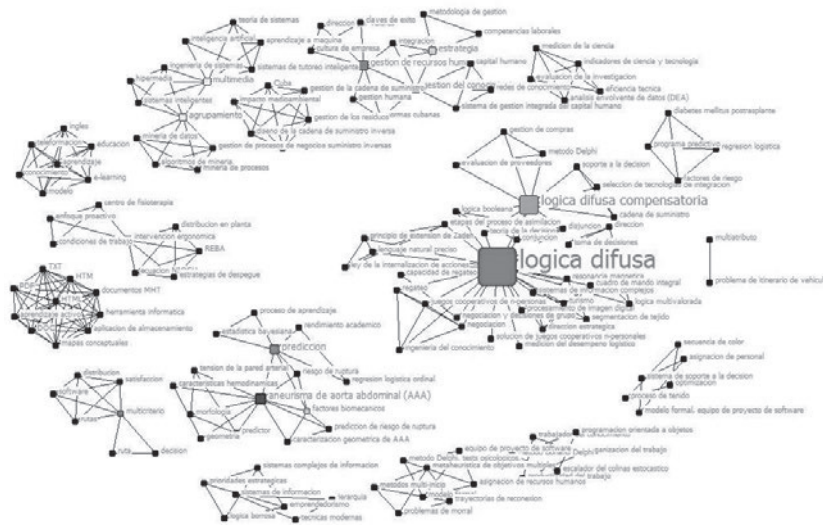 teoria de sistemas
inteligencia artificial
aprendizaje a maquina
ingenieria de sistemas
sistemas de tutoreo inteligente
hipermedia
multimedia
sistemas inteligentes
agrupamiento
mineria de datos
algoritmos de mineria
mineria de procesos
Cuba
gestion de la cadena de suministro
impacto medioambiental
gestion de los residuos
diseno de la cadena de suministro inversa
gestion de procesos de negocios suministro inversas
direccion
claves de exito
cultura de empresa
integracion
gestion de recursos
gestion humana
metodologia de gestion
competencias laborales
estrategia
capital humano
redes de conocimiento
sistema de gestion integrada del capital humano
medicion de la ciencia
indicadores de ciencia y tecnologia
evaluacion de la investigacion
eficiencia tecnica
analisis envolvente de datos (DEA)
ingles
teleformacion
educacion
aprendizaje
conocimiento
e-learning
modelo
gestion de compras
metodo Delphi
evaluacion de proveedores
soporte a la decision
seleccion de tecnologias de integracion
logica difusa compensatoria
cadena de suministro
diabetes mellitus postrasplante
programa predictivo
regresion logistica
factores de riesgo
centro de fisioterapia
enfoque proactivo
distribucion en planta
intervencion ergonomica
condiciones de trabajo
REBA
estrategias de despegue
logica booleana
etapas del proceso de asimilacion
teoria de la decision
disjuncion
direccion
conjuncion
toma de decisiones
principio de extension de Zadeh
lenguaje natural preciso
ley de la internalizacion de acciones
logica difusa
capacidad de regateo
regateo
resonancia magnetica
cuadro de mando integral
sistemas de informacion complejos
turismo
logica multivalorada
juegos cooperativos de n-personas
procesamiento de imagen digital
negociacion y decisiones de grupo
segmentacion de tejido
negociacion
direccion estrategica
solucion de juegos cooperativos n-personales
ingenieria del conocimiento
medicion del desempeno logistico
multiatributo
problema de itinerario de vehicul
TXT
HTM
documentos MHT
HTML
herramienta informatica
aprendizaje activo
aplicacion de almacenamiento
mapas conceptuales
proceso de aprendizaje
estadistica bayesiana
rendimiento academico
prediccion
tension de la pared arterial
riesgo de ruptura
caracteristicas hemodinamicas
regresion logistica ordinal
aneurisma de aorta abdominal (AAA)
morfologia
factores biomecanicos
predictor
prediccion de riesgo de ruptura
geometria
caracterizacion geometrica de AAA
distribucion
satisfaccion
software
multicriterio
rutas
ruta
decision
secuencia de color
asignacion de personal
sistema de soporte a la decision
optimizacion
proceso de tenido
modelo formal, equipo de proyecto de software
sistemas complejos de informacion
prioridades estrategicas
sistemas de informacion
jerarquia
emprendedorismo
logica borrosa
tecnicas modernas
equipo de proyecto de software
metodo Delphi, tests psicologicos
metaheuristica de objetivos multiples
metodos multi-inicio
asignacion de recursos humanos
modelo formal
trayectorias de reconexion
problemas de morral
programacion orientada a objetos
escalador del colinas estocastico